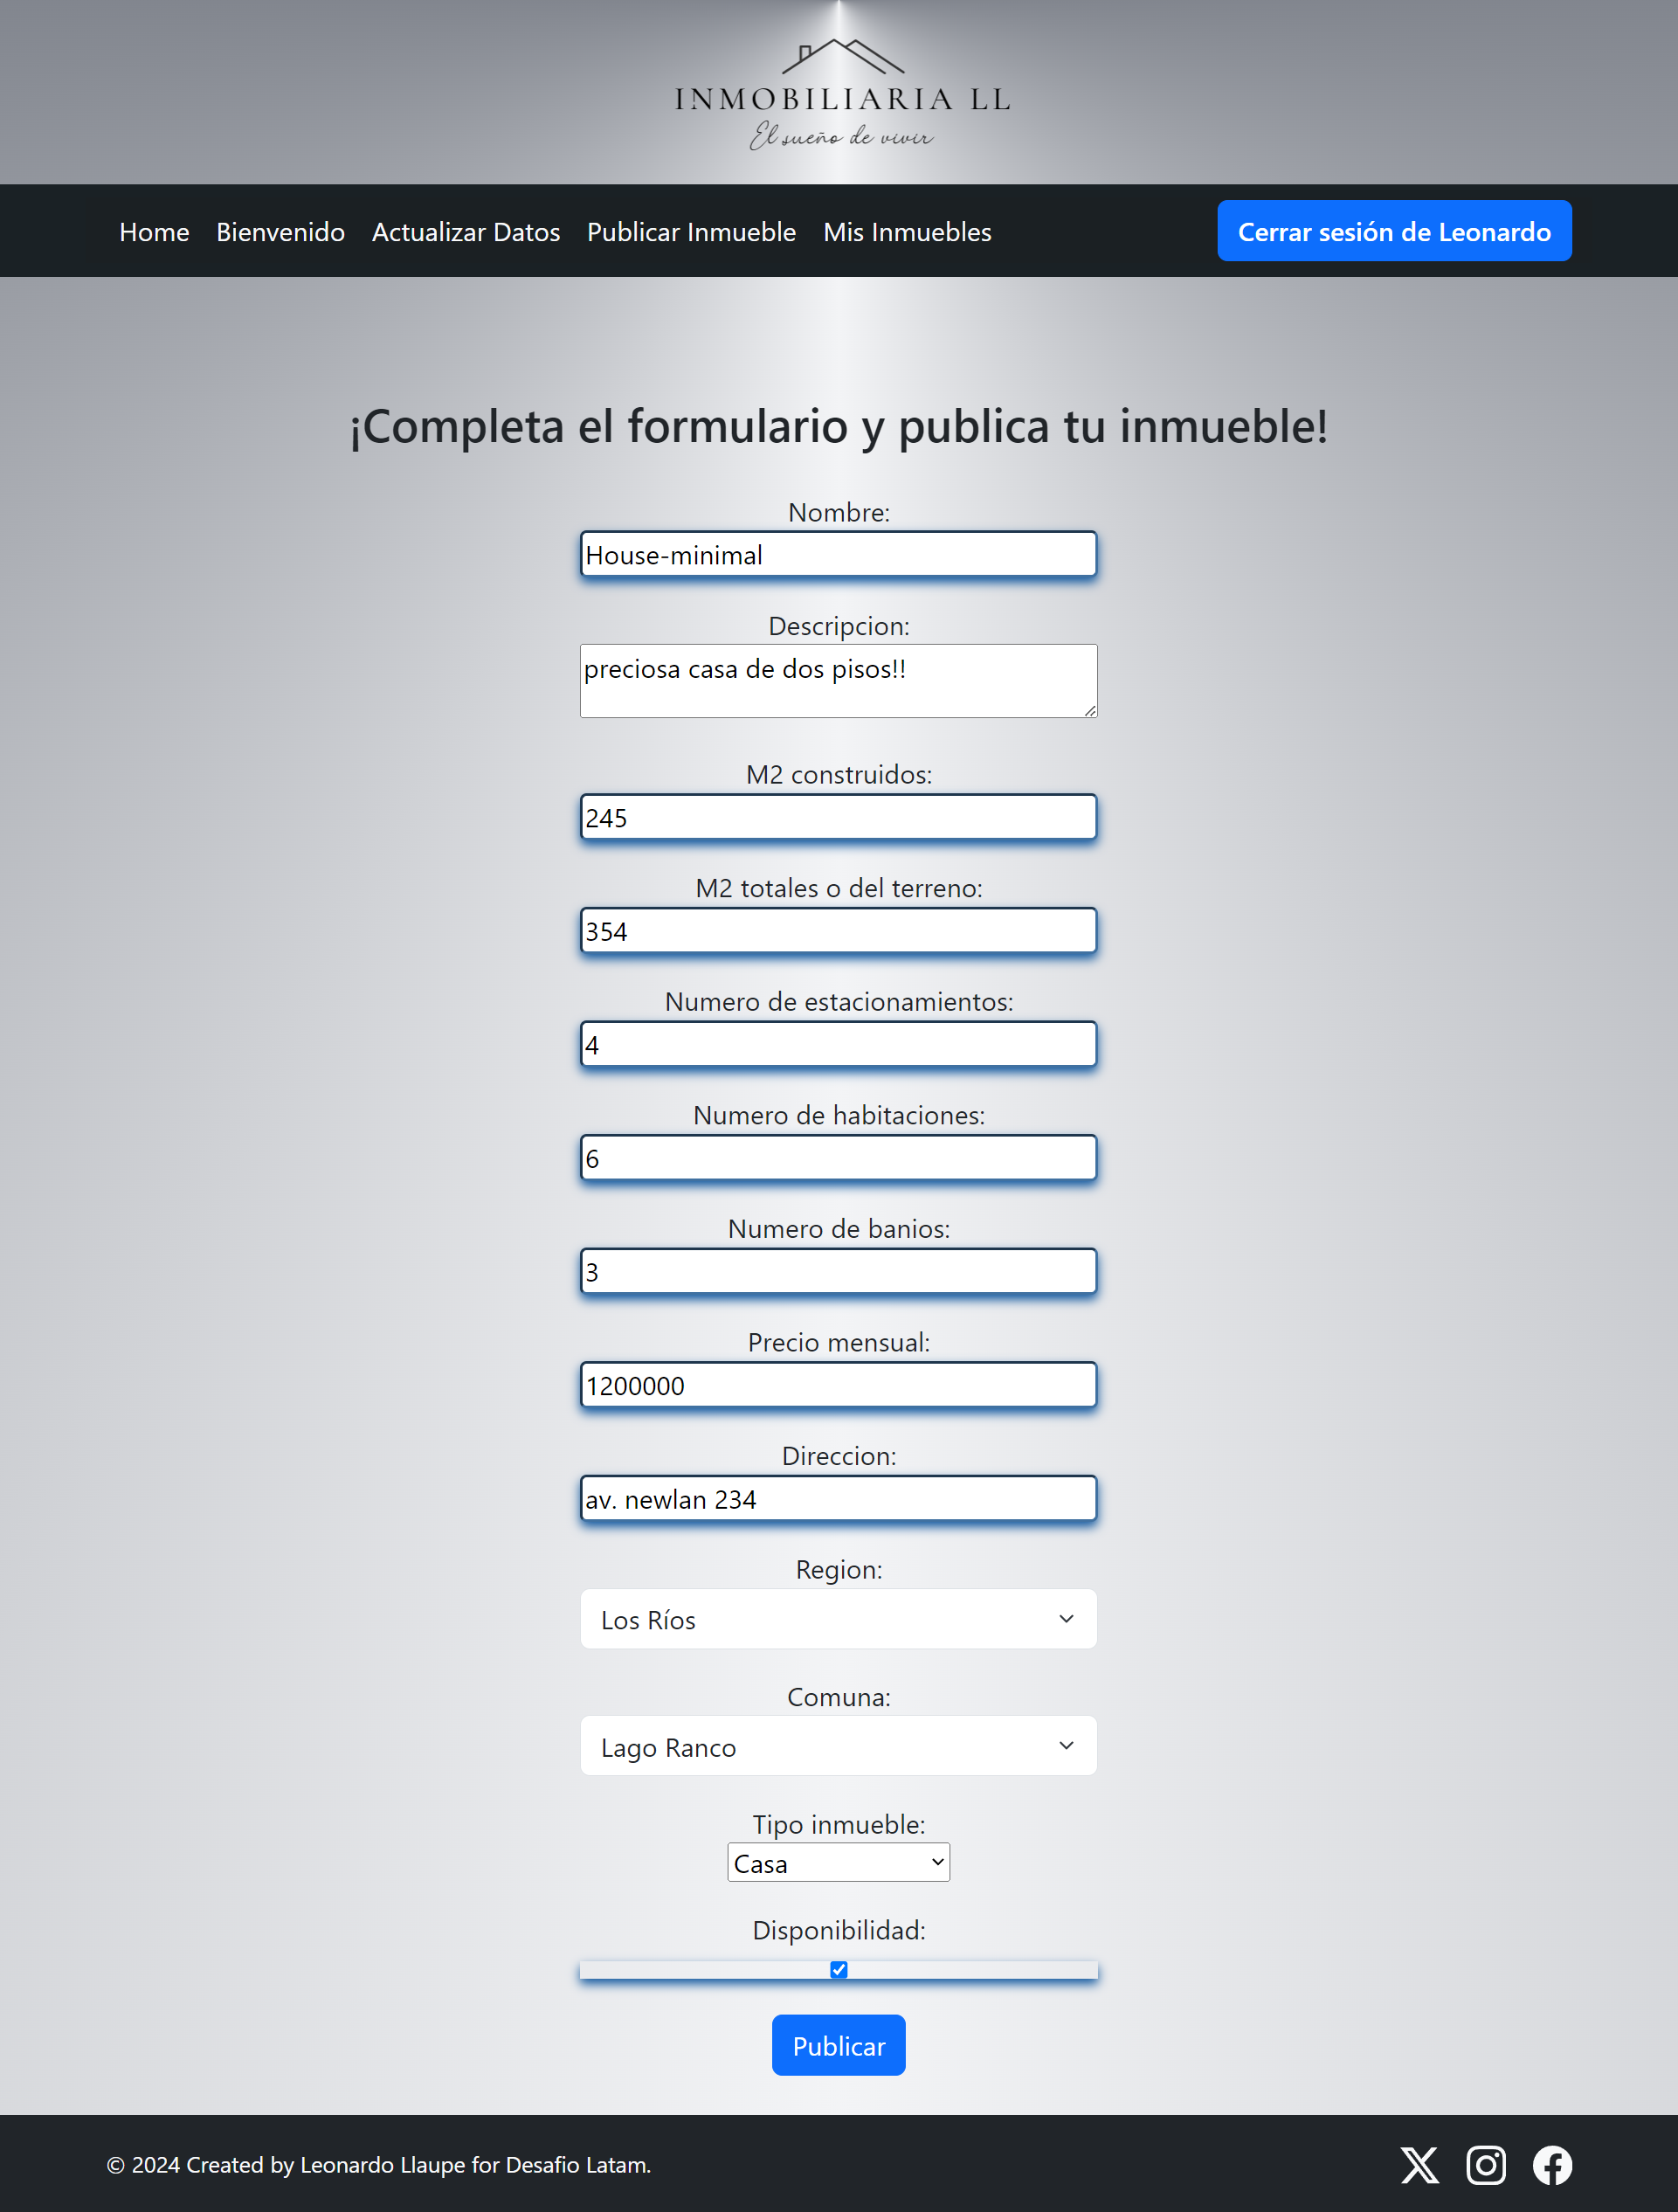 INMOBILIARIA LL
El sueño de vivir
Home Bienvenido Actualizar Datos Publicar Inmueble Mis Inmuebles Cerrar sesión de Leonardo
¡Completa el formulario y publica tu inmueble!
Nombre:
House-minimal
Descripcion:
preciosa casa de dos pisos!!
M2 construidos:
245
M2 totales o del terreno:
354
Numero de estacionamientos:
4
Numero de habitaciones:
6
Numero de banios:
3
Precio mensual:
1200000
Direccion:
av. newlan 234
Region:
Los Ríos
Comuna:
Lago Ranco
Tipo inmueble:
Casa
Disponibilidad:
Publicar
© 2024 Created by Leonardo Llaupe for Desafio Latam.